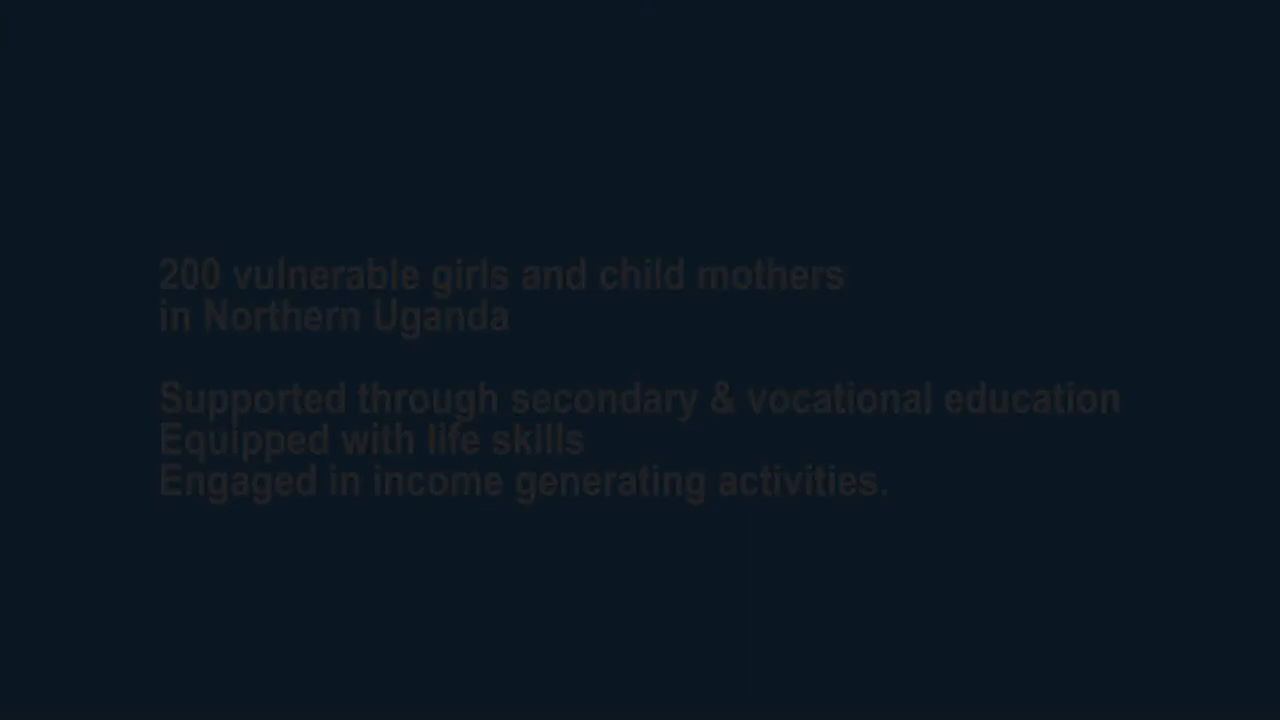 200 vulnerable girls and child mothers
in Northern Uganda
Supported through secondary & vocational education
Equipped with life skills
Engaged in income generating activities.